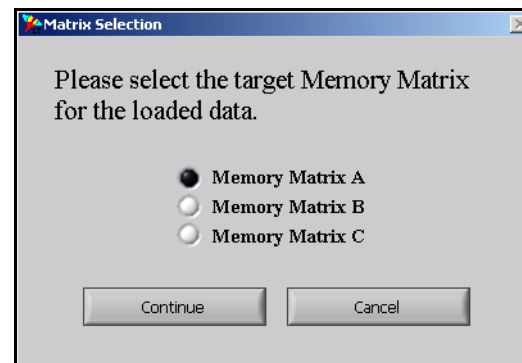 Matrix Selection
Please select the target Memory Matrix
for the loaded data.
Memory Matrix A
Memory Matrix B
Memory Matrix C
Continue Cancel